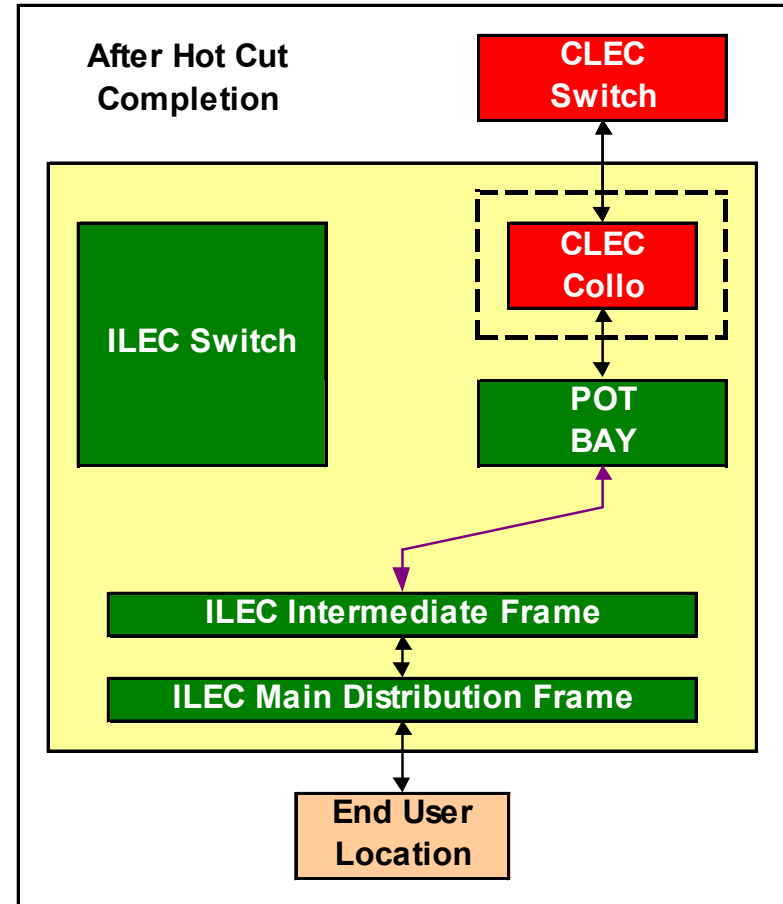 After Hot Cut
Completion
CLEC
Switch
CLEC
Collo
ILEC Switch
POT
BAY
ILEC Intermediate Frame
ILEC Main Distribution Frame
End User
Location